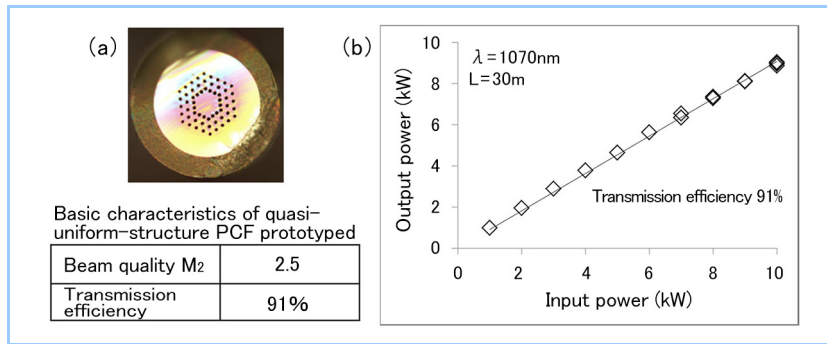 (a)
Basic characteristics of quasi-
uniform-structure PCF prototyped
Beam quality M2 2.5
Transmission
efficiency 91%
(b)
λ=1070nm
L=30m
Transmission efficiency 91%
Output power (kW)
10
8
6
4
2
0
0 2 4 6 8 10
Input power (kW)